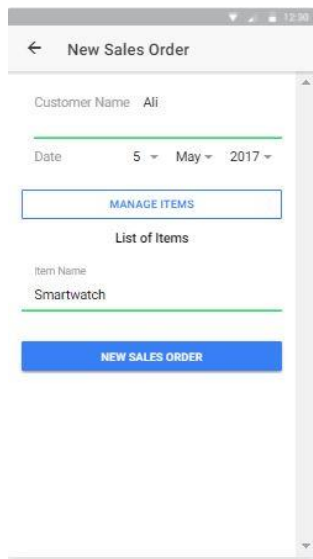 12:30
New Sales Order
Customer Name Ali
Date 5 May 2017
MANAGE ITEMS
List of Items
Item Name
Smartwatch
NEW SALES ORDER